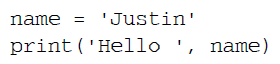 name = 'Justin'
print('Hello ', name)